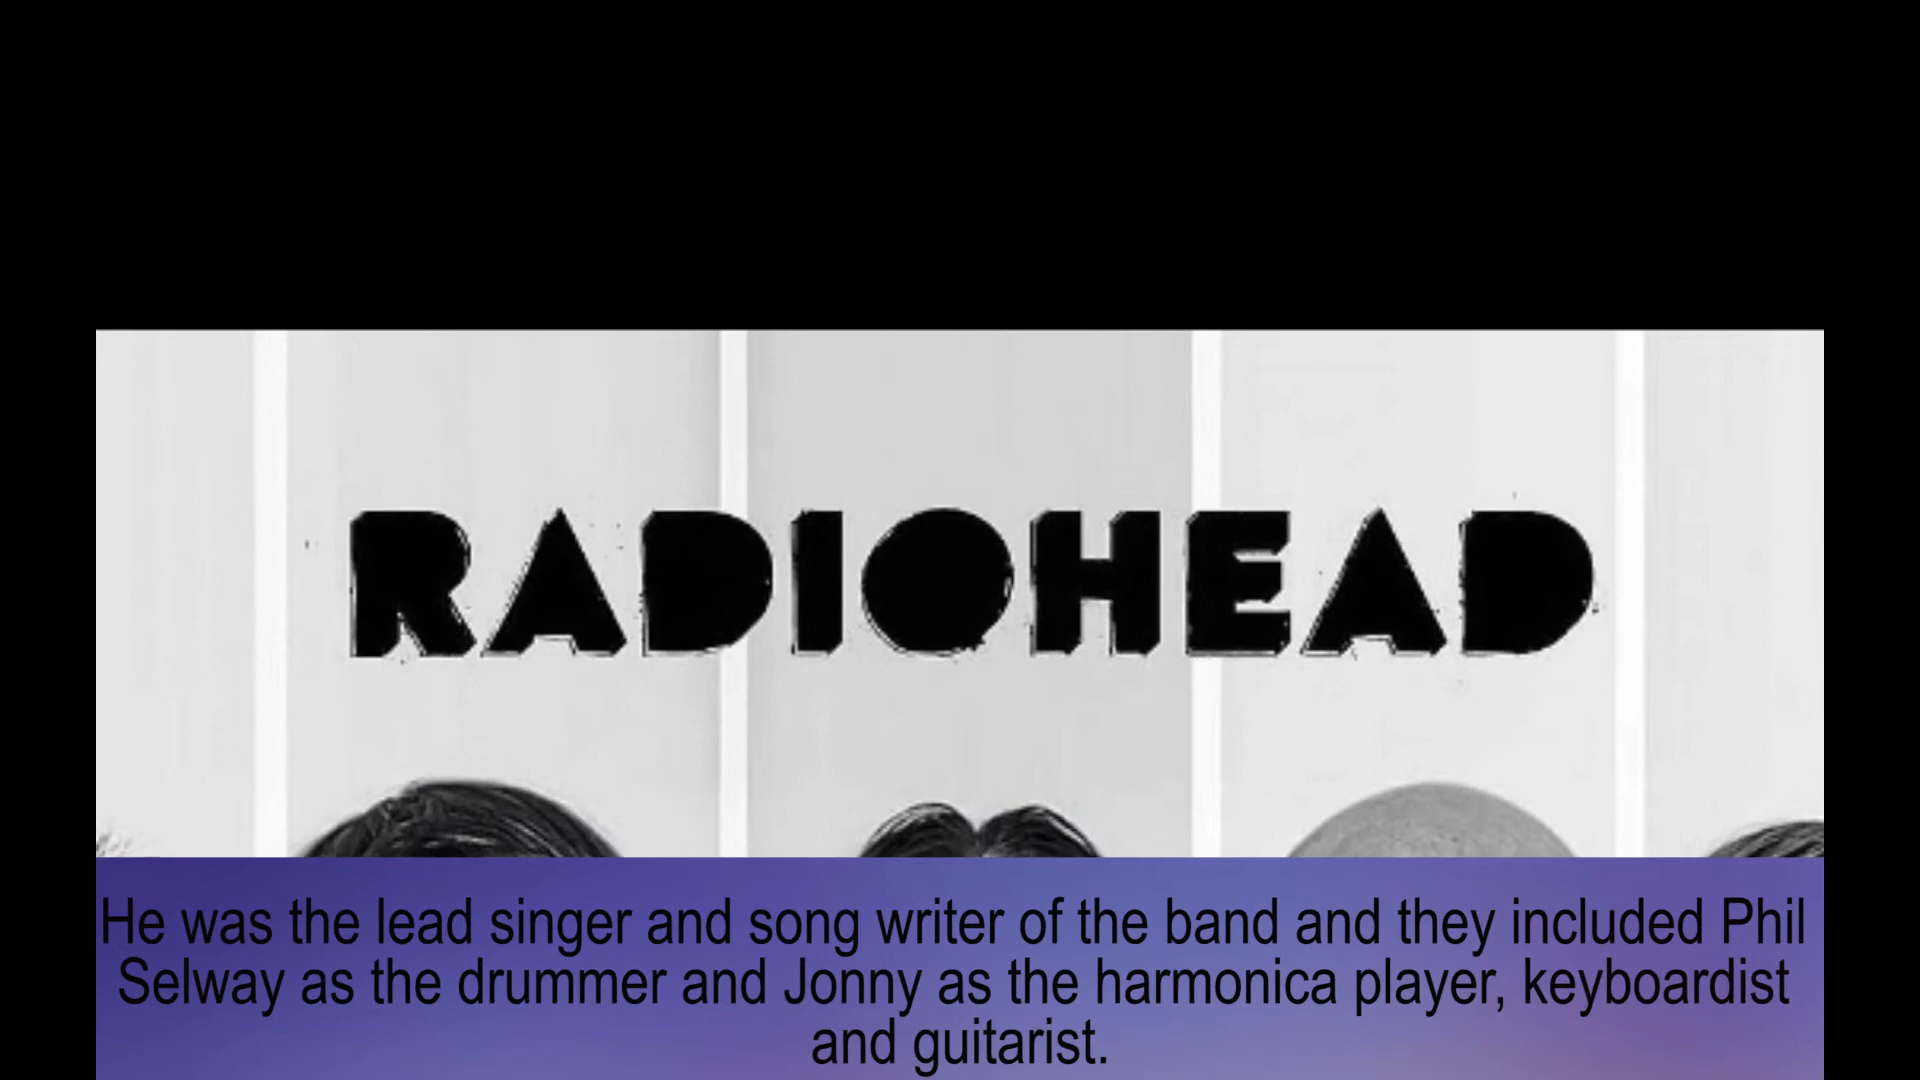 RADIOHEAD
He was the lead singer and song writer of the band and they included Phil
Selway as the drummer and Jonny as the harmonica player, keyboardist
and guitarist.